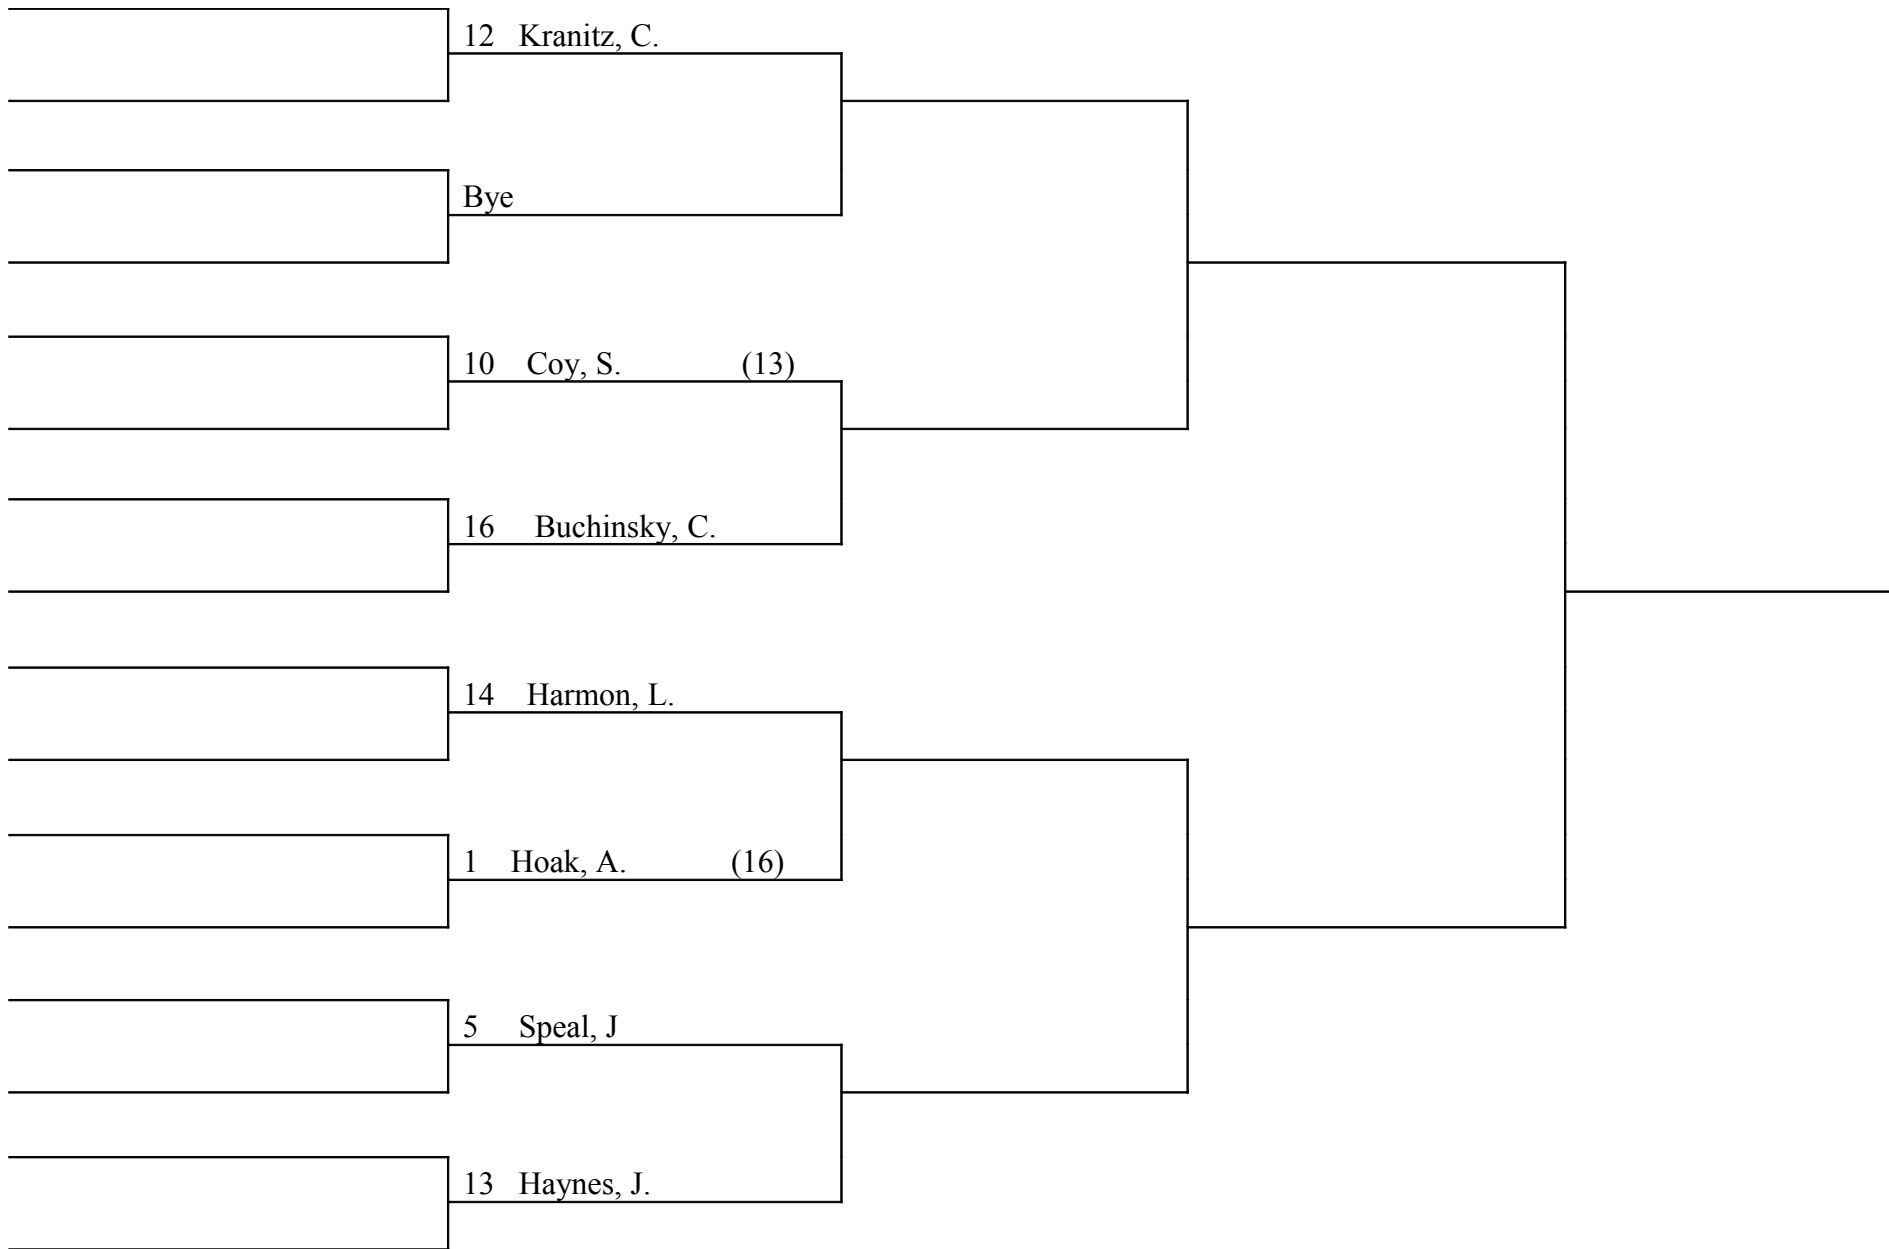 12 Kranitz, C.
Bye
10 Coy, S. (13)
16 Buchinsky, C.
14 Harmon, L.
1 Hoak, A. (16)
5 Speal, J
13 Haynes, J.